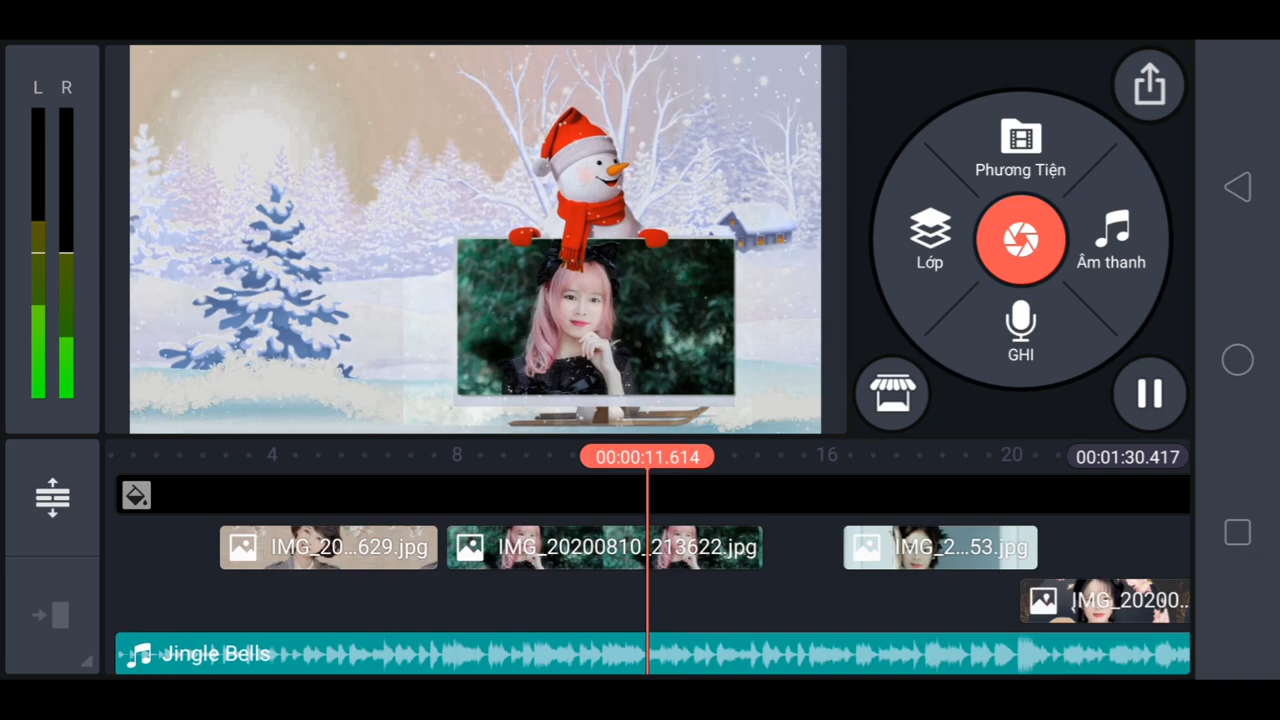 L R
Phương Tiện
Lớp
Âm thanh
GHI
4 8 00:00:11.614 16 20 00:01:30.417
IMG_20...629.jpg IMG_20200810_213622.jpg IMG_2...53.jpg
IMG_20200..
Jingle Bells